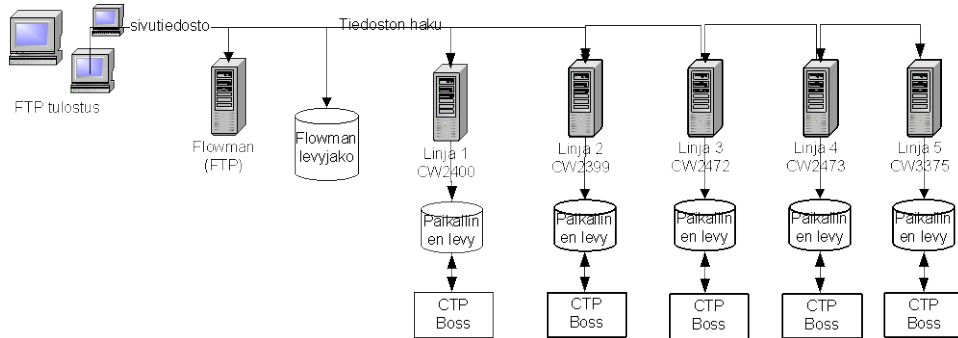 sivutiedosto
Tiedoston haku
FTP tulostus
Flowman
(FTP)
Flowman
levyjako
Linja 1
CW2400
Linja 2
CW2399
Linja 3
CW2472
Linja 4
CW2473
Linja 5
CW3375
Paikallin
en levy
Paikallin
en levy
Paikallin
en levy
Paikallin
en levy
Paikallin
en levy
CTP
Boss
CTP
Boss
CTP
Boss
CTP
Boss
CTP
Boss